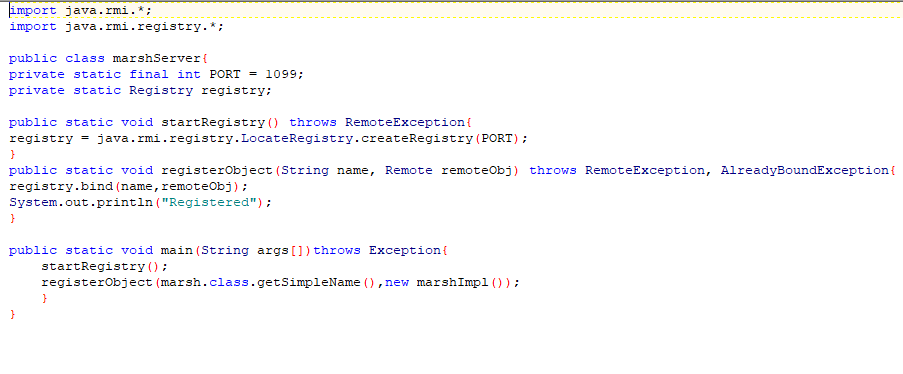 import java.rmi.*;
import java.rmi.registry.*;
public class marshServer{
private static final int PORT = 1099;
private static Registry registry;
public static void startRegistry() throws RemoteException{
registry = java.rmi.registry.LocateRegistry.createRegistry(PORT);
}
public static void registerObject(String name, Remote remoteObj) throws RemoteException, AlreadyBoundException{
registry.bind(name,remoteObj);
System.out.println("Registered");
}
public static void main(String args[])throws Exception{
startRegistry();
registerObject(marsh.class.getSimpleName(),new marshImpl());
}
}